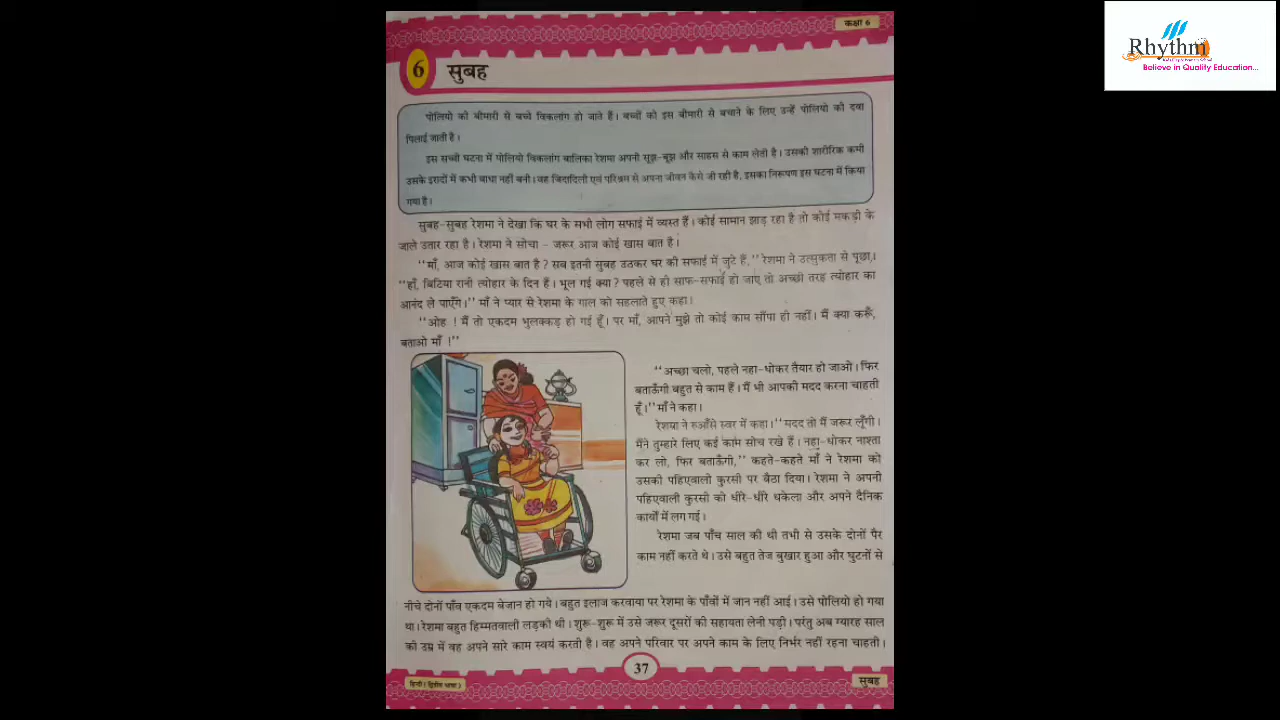 Rhythm
Believe in Quality Education...
कक्षा 6
6 सुबह
पोलियो की बीमारी से बच्चे विकलांग हो जाते हैं। बच्चों को इस बीमारी से बचाने के लिए उन्हें पोलियो की दवा
पिलाई जाती है।
इस सच्ची घटना में पोलियो विकलांग बालिका रेशमा अपनी सूझ-बूझ और साहस से काम लेती है। उसकी शारीरिक कमी
उसके इरादों में कभी बाधा नहीं बनी। वह जिंदादिली एवं परिश्रम से अपना जीवन कैसे जी रही है, इसका निरूपण इस घटना में किया
गया है।
सुबह-सुबह रेशमा ने देखा कि घर के सभी लोग सफाई में व्यस्त हैं। कोई सामान झाड़ रहा है तो कोई मकड़ी के
जाले उतार रहा है। रेशमा ने सोचा - जरूर आज कोई खास बात है।
"माँ, आज कोई खास बात है? सब इतनी सुबह उठकर घर की सफाई में जुटे हैं," रेशमा ने उत्सुकता से पूछा।
"हाँ, बिटिया रानी त्योहार के दिन हैं। भूल गई क्या? पहले से ही साफ-सफाई हो जाए तो अच्छी तरह त्योहार का
आनंद ले पाएँगे।" माँ ने प्यार से रेशमा के गाल को सहलाते हुए कहा।
"ओह ! मैं तो एकदम भुलक्कड़ हो गई हूँ। पर माँ, आपने मुझे तो कोई काम सौंपा ही नहीं। मैं क्या करूँ,
बताओ माँ !"
"अच्छा चलो, पहले नहा-धोकर तैयार हो जाओ। फिर
बताऊँगी बहुत से काम हैं। मैं भी आपकी मदद करना चाहती
हूँ।" माँ ने कहा।
रेशमा ने रुआँसे स्वर में कहा। "मदद तो मैं जरूर लूँगी।
मैंने तुम्हारे लिए कई काम सोच रखे हैं। नहा-धोकर नाश्ता
कर लो, फिर बताऊँगी," कहते-कहते माँ ने रेशमा को
उसकी पहिएवाली कुरसी पर बैठा दिया। रेशमा ने अपनी
पहिएवाली कुरसी को धीरे-धीरे धकेला और अपने दैनिक
कार्यों में लग गई।
रेशमा जब पाँच साल की थी तभी से उसके दोनों पैर
काम नहीं करते थे। उसे बहुत तेज बुखार हुआ और घुटनों से
नीचे दोनों पाँव एकदम बेजान हो गये। बहुत इलाज करवाया पर रेशमा के पाँवों में जान नहीं आई। उसे पोलियो हो गया
था। रेशमा बहुत हिम्मतवाली लड़की थी। शुरू-शुरू में उसे जरूर दूसरों की सहायता लेनी पड़ी। परंतु अब ग्यारह साल
की उम्र में वह अपने सारे काम स्वयं करती है। वह अपने परिवार पर अपने काम के लिए निर्भर नहीं रहना चाहती।
37
हिन्दी (द्वितीय भाषा)
सुबह